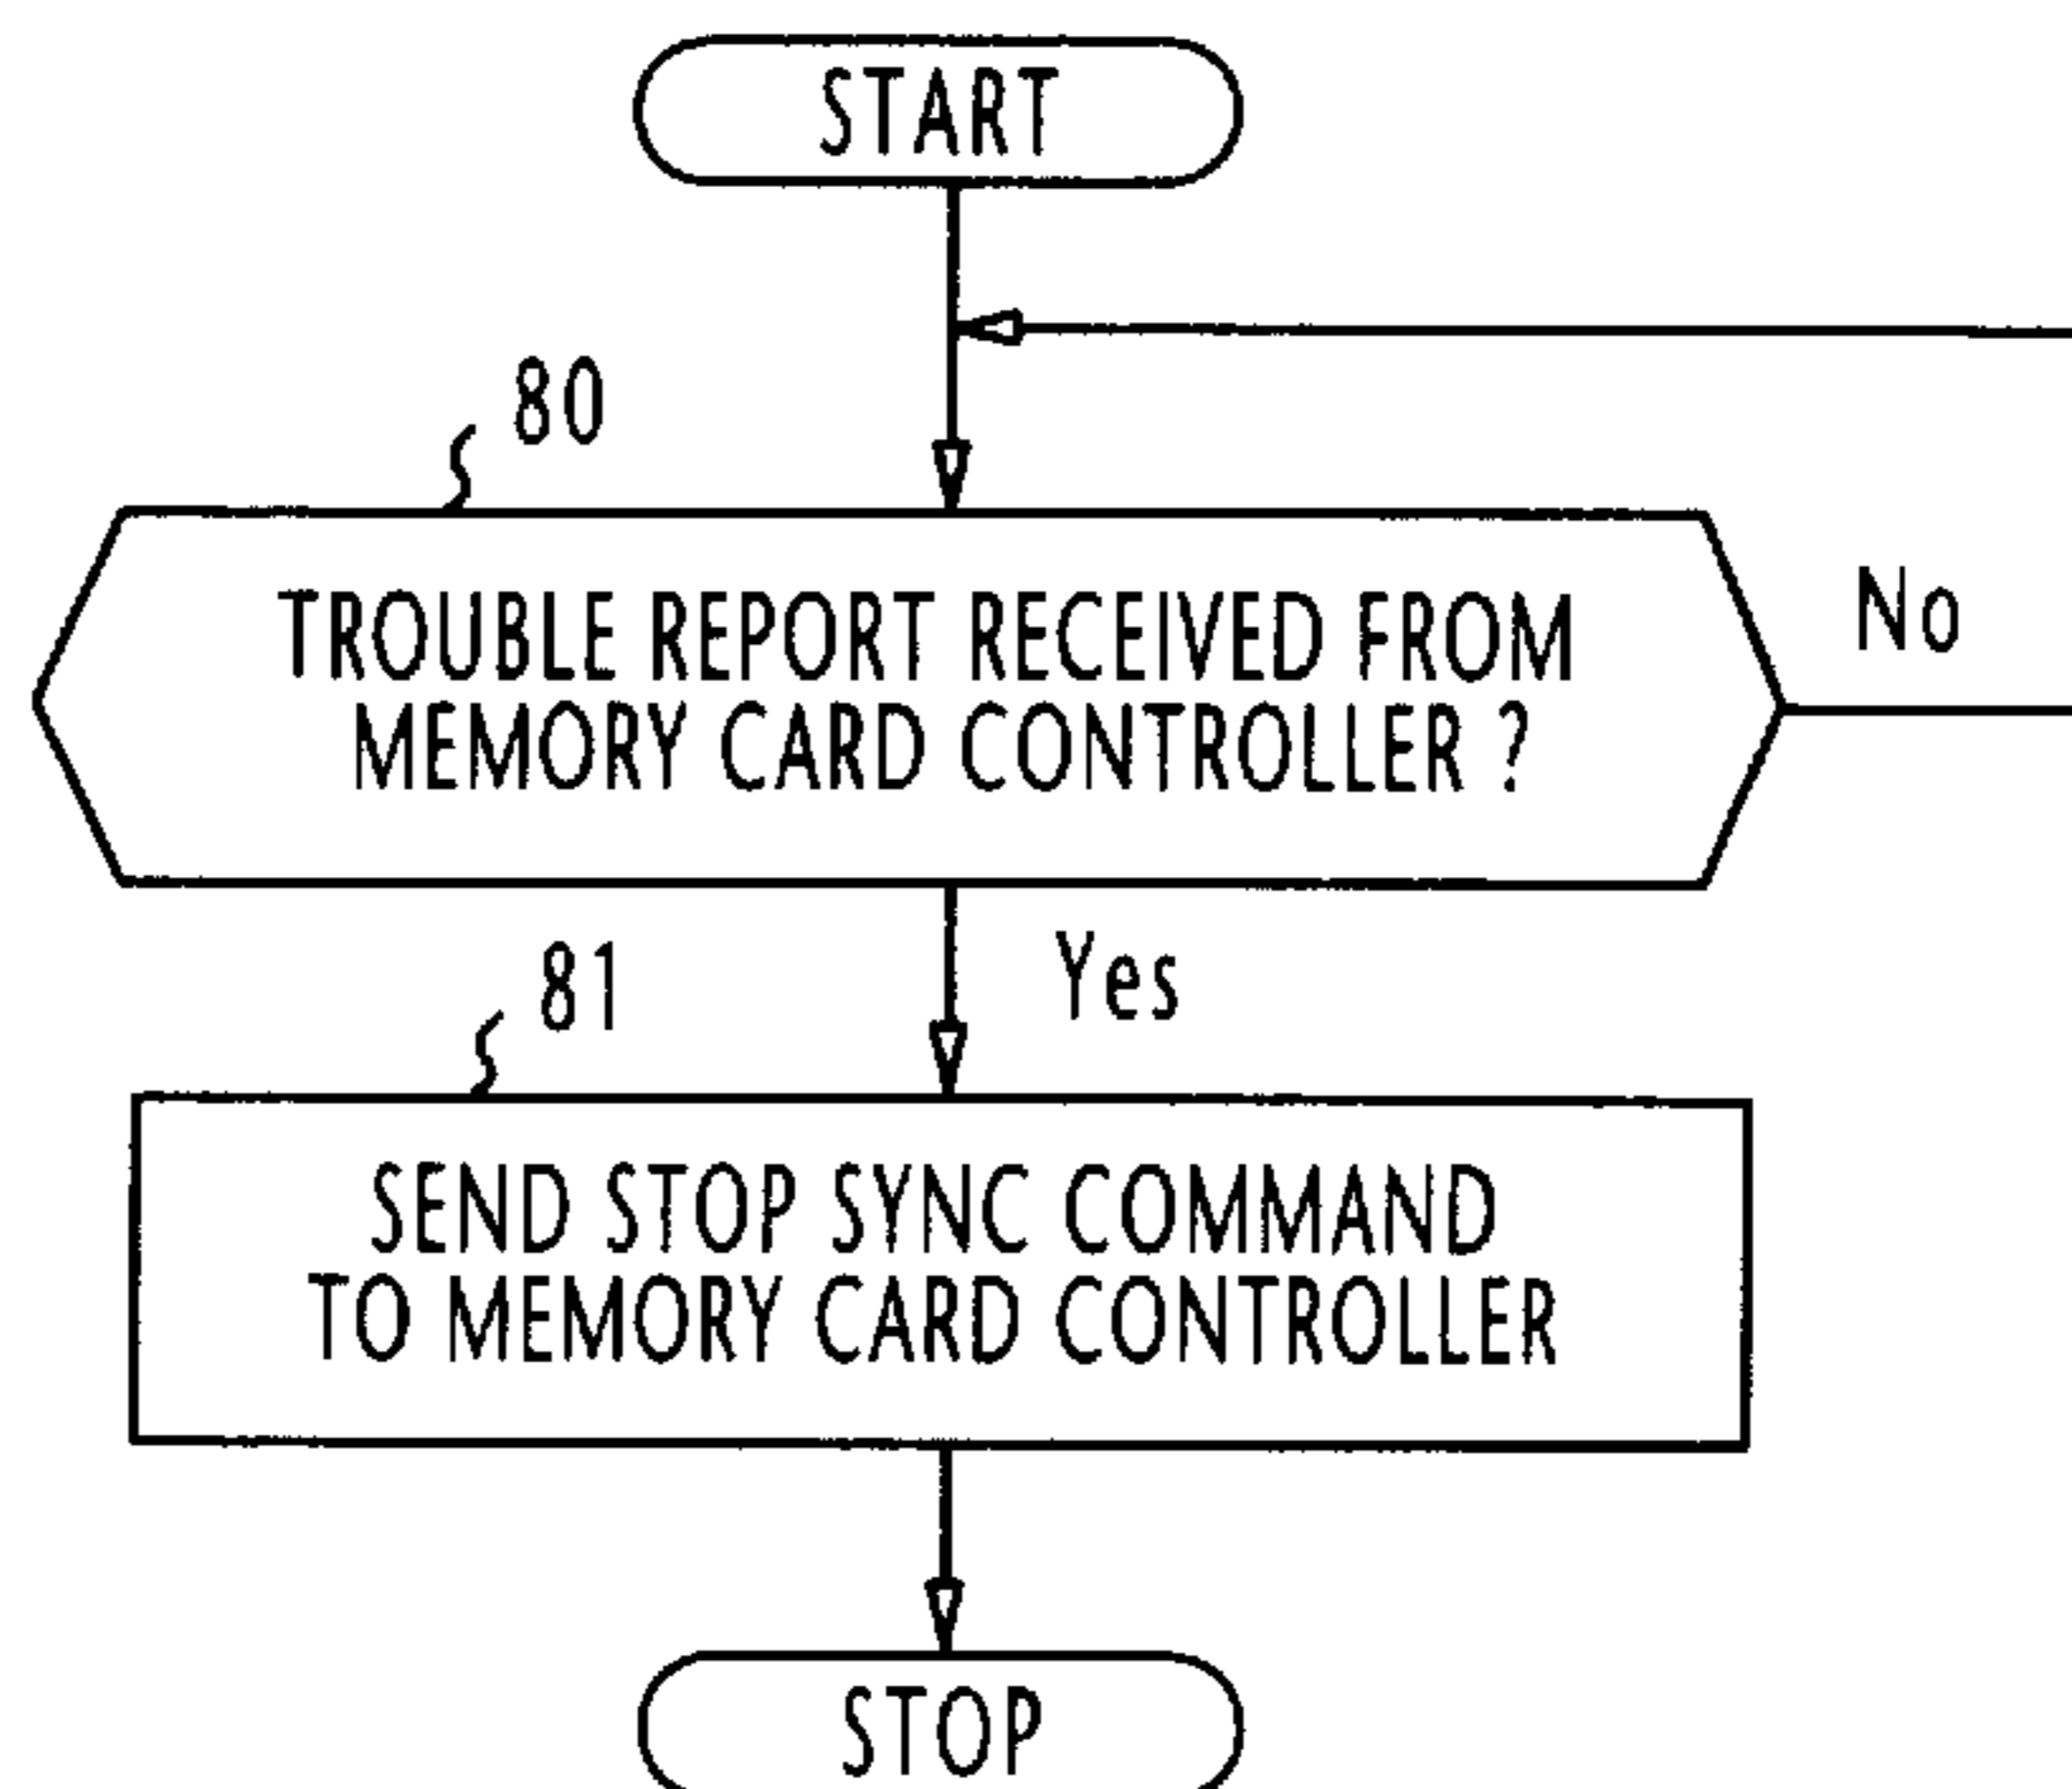 START
80
TROUBLE REPORT RECEIVED FROM
MEMORY CARD CONTROLLER ?
No
Yes
81
SEND STOP SYNC COMMAND
TO MEMORY CARD CONTROLLER
STOP